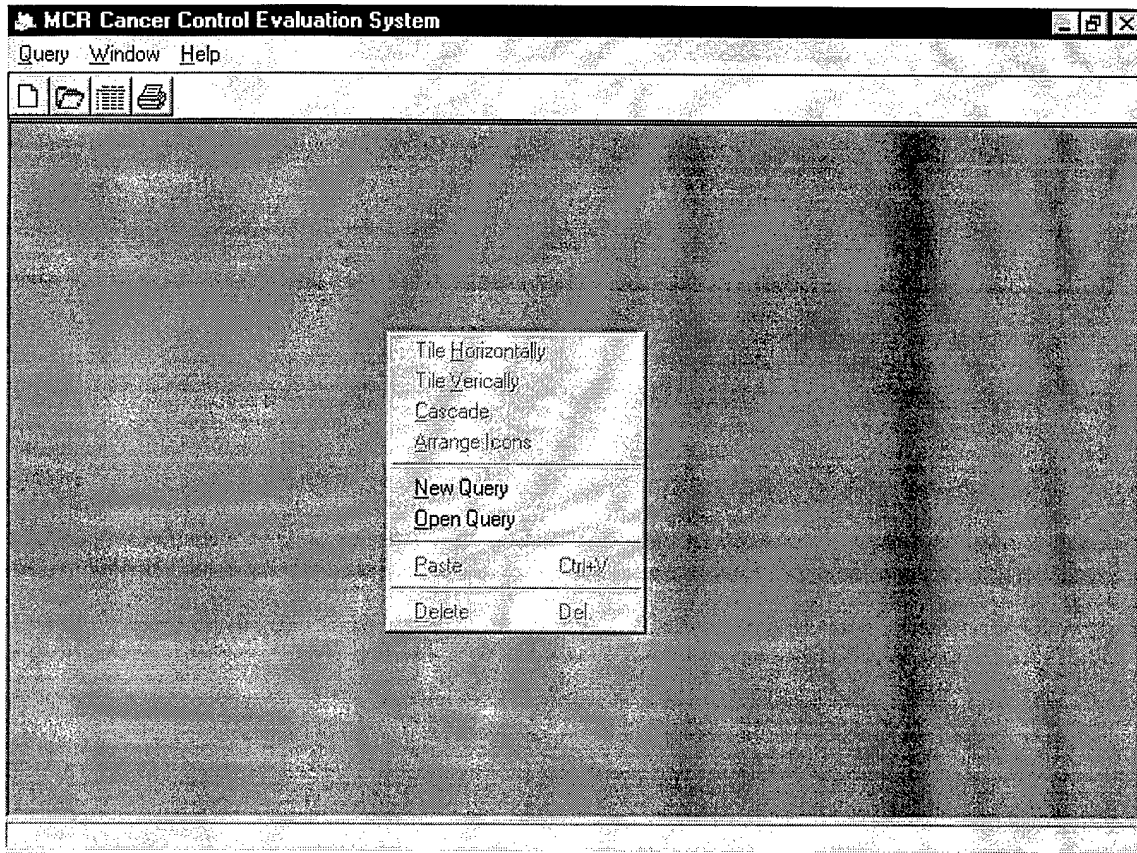 MCR Cancer Control Evaluation System
Query Window Help
Tile Horizontally
Tile Verically
Cascade
Arrange Icons
New Query
Open Query
Paste Ctrl+V
Delete Del